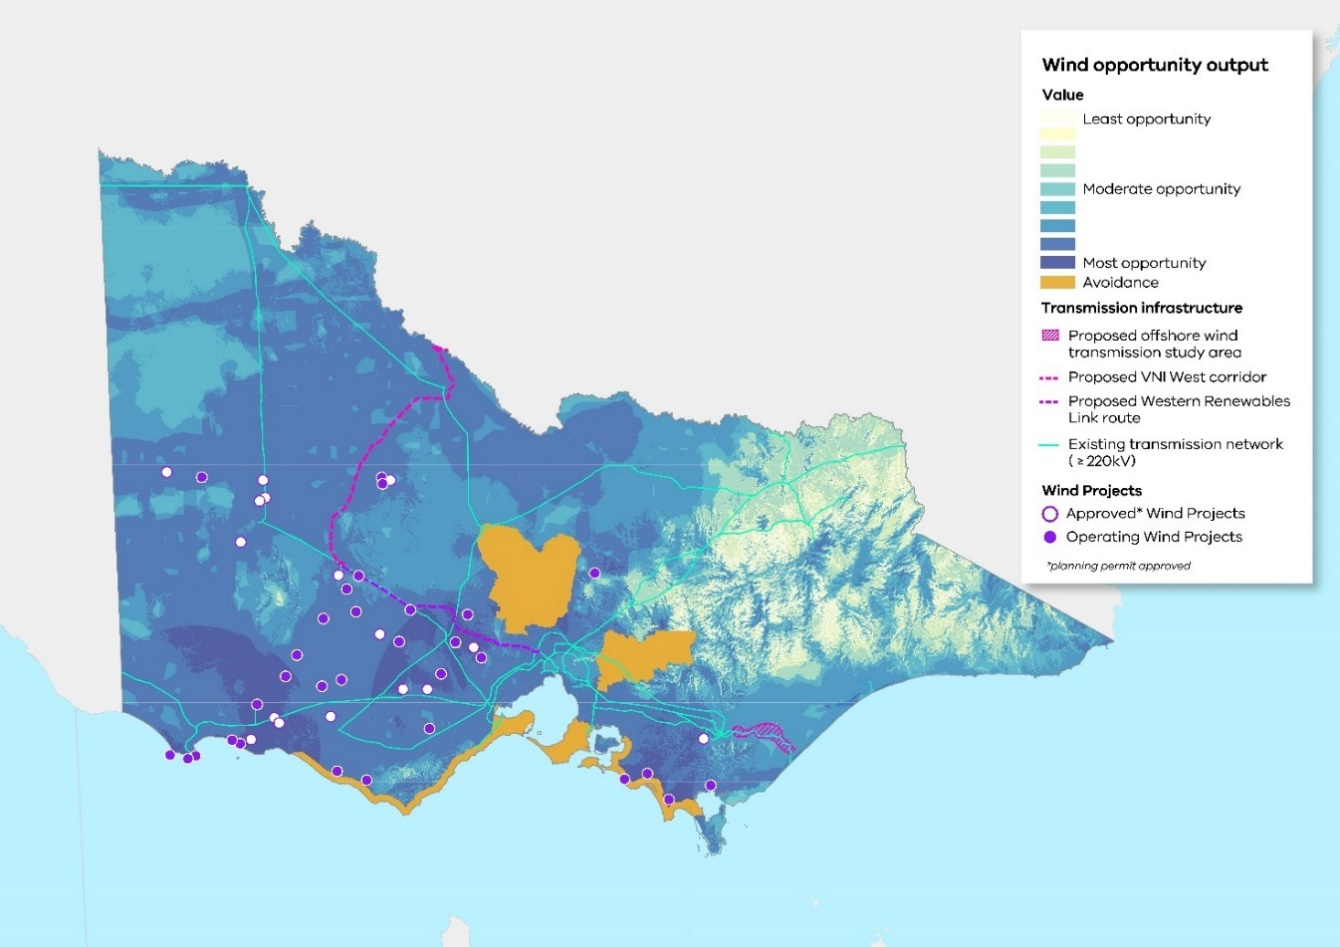 Wind opportunity output
Value
Least opportunity
Moderate opportunity
Most opportunity
Avoidance
Transmission infrastructure
Proposed offshore wind
transmission study area
Proposed VNI West corridor
Proposed Western Renewables
Link route
Existing transmission network
(≥220kV)
Wind Projects
Approved* Wind Projects
Operating Wind Projects
*planning permit approved